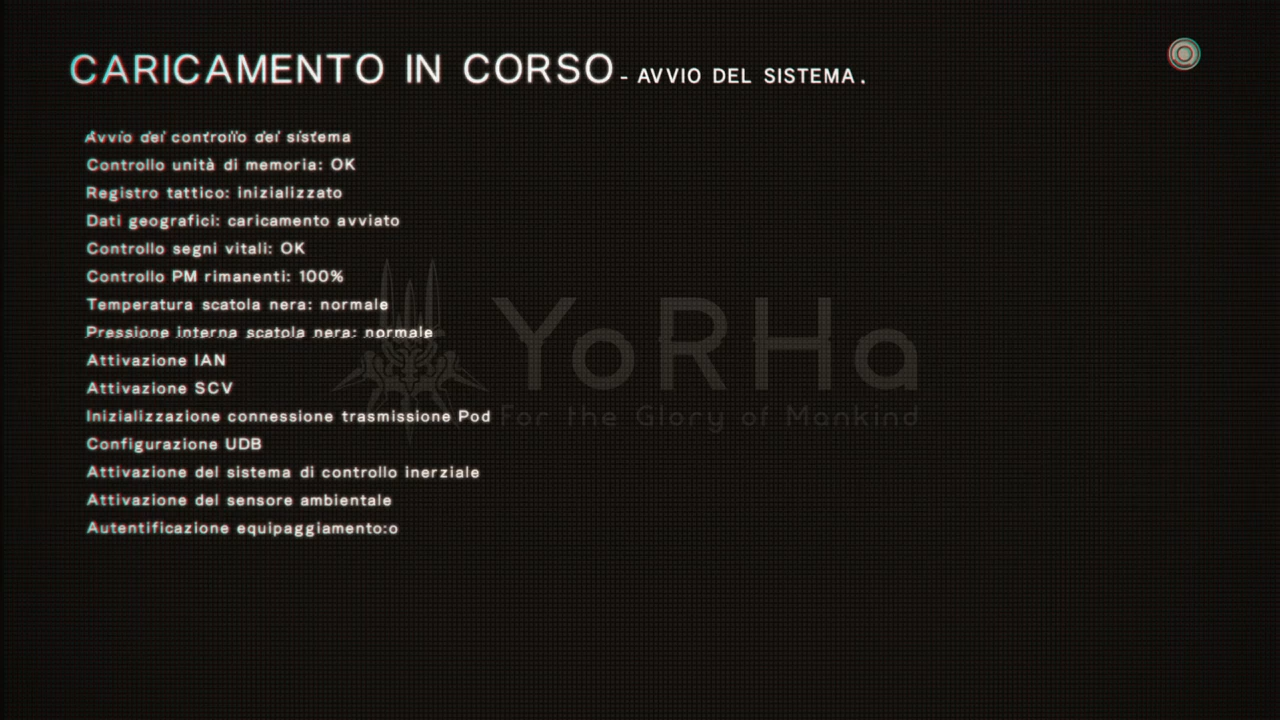 CARICAMENTO IN CORSO - AVVIO DEL SISTEMA.
Avvio del controllo del sistema
Controllo unità di memoria: OK
Registro tattico: inizializzato
Dati geografici: caricamento avviato
Controllo segni vitali: OK
Controllo PM rimanenti: 100%
Temperatura scatola nera: normale
Pressione interna scatola nera: normale
Attivazione IAN
Attivazione SCV
Inizializzazione connessione trasmissione Pod
Configurazione UDB
Attivazione del sistema di controllo inerziale
Attivazione del sensore ambientale
Autentificazione equipaggiamento:o
YoRHa
For the Glory of Mankind